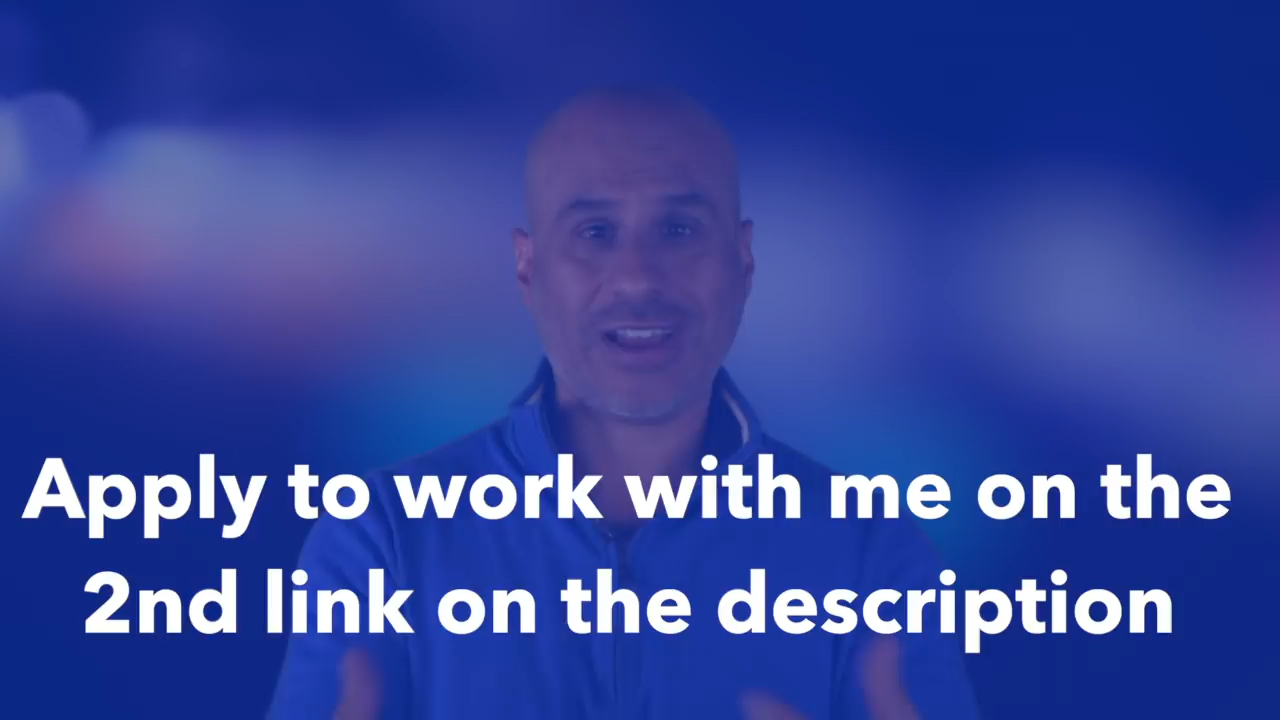 Apply to work with me on the
2nd link on the description